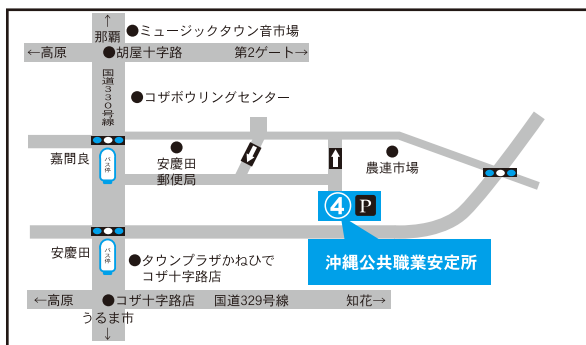 ↑
那覇
●ミュージックタウン音市場
←高原
●胡屋十字路
第2ゲート→
国道330号線
●コザボウリングセンター
嘉間良
バス停
安慶田
郵便局
農連市場
④ P
安慶田
バス停
●タウンプラザかねひで
コザ十字路店
沖縄公共職業安定所
←高原
●コザ十字路店
国道329号線
知花→
うるま市
↓